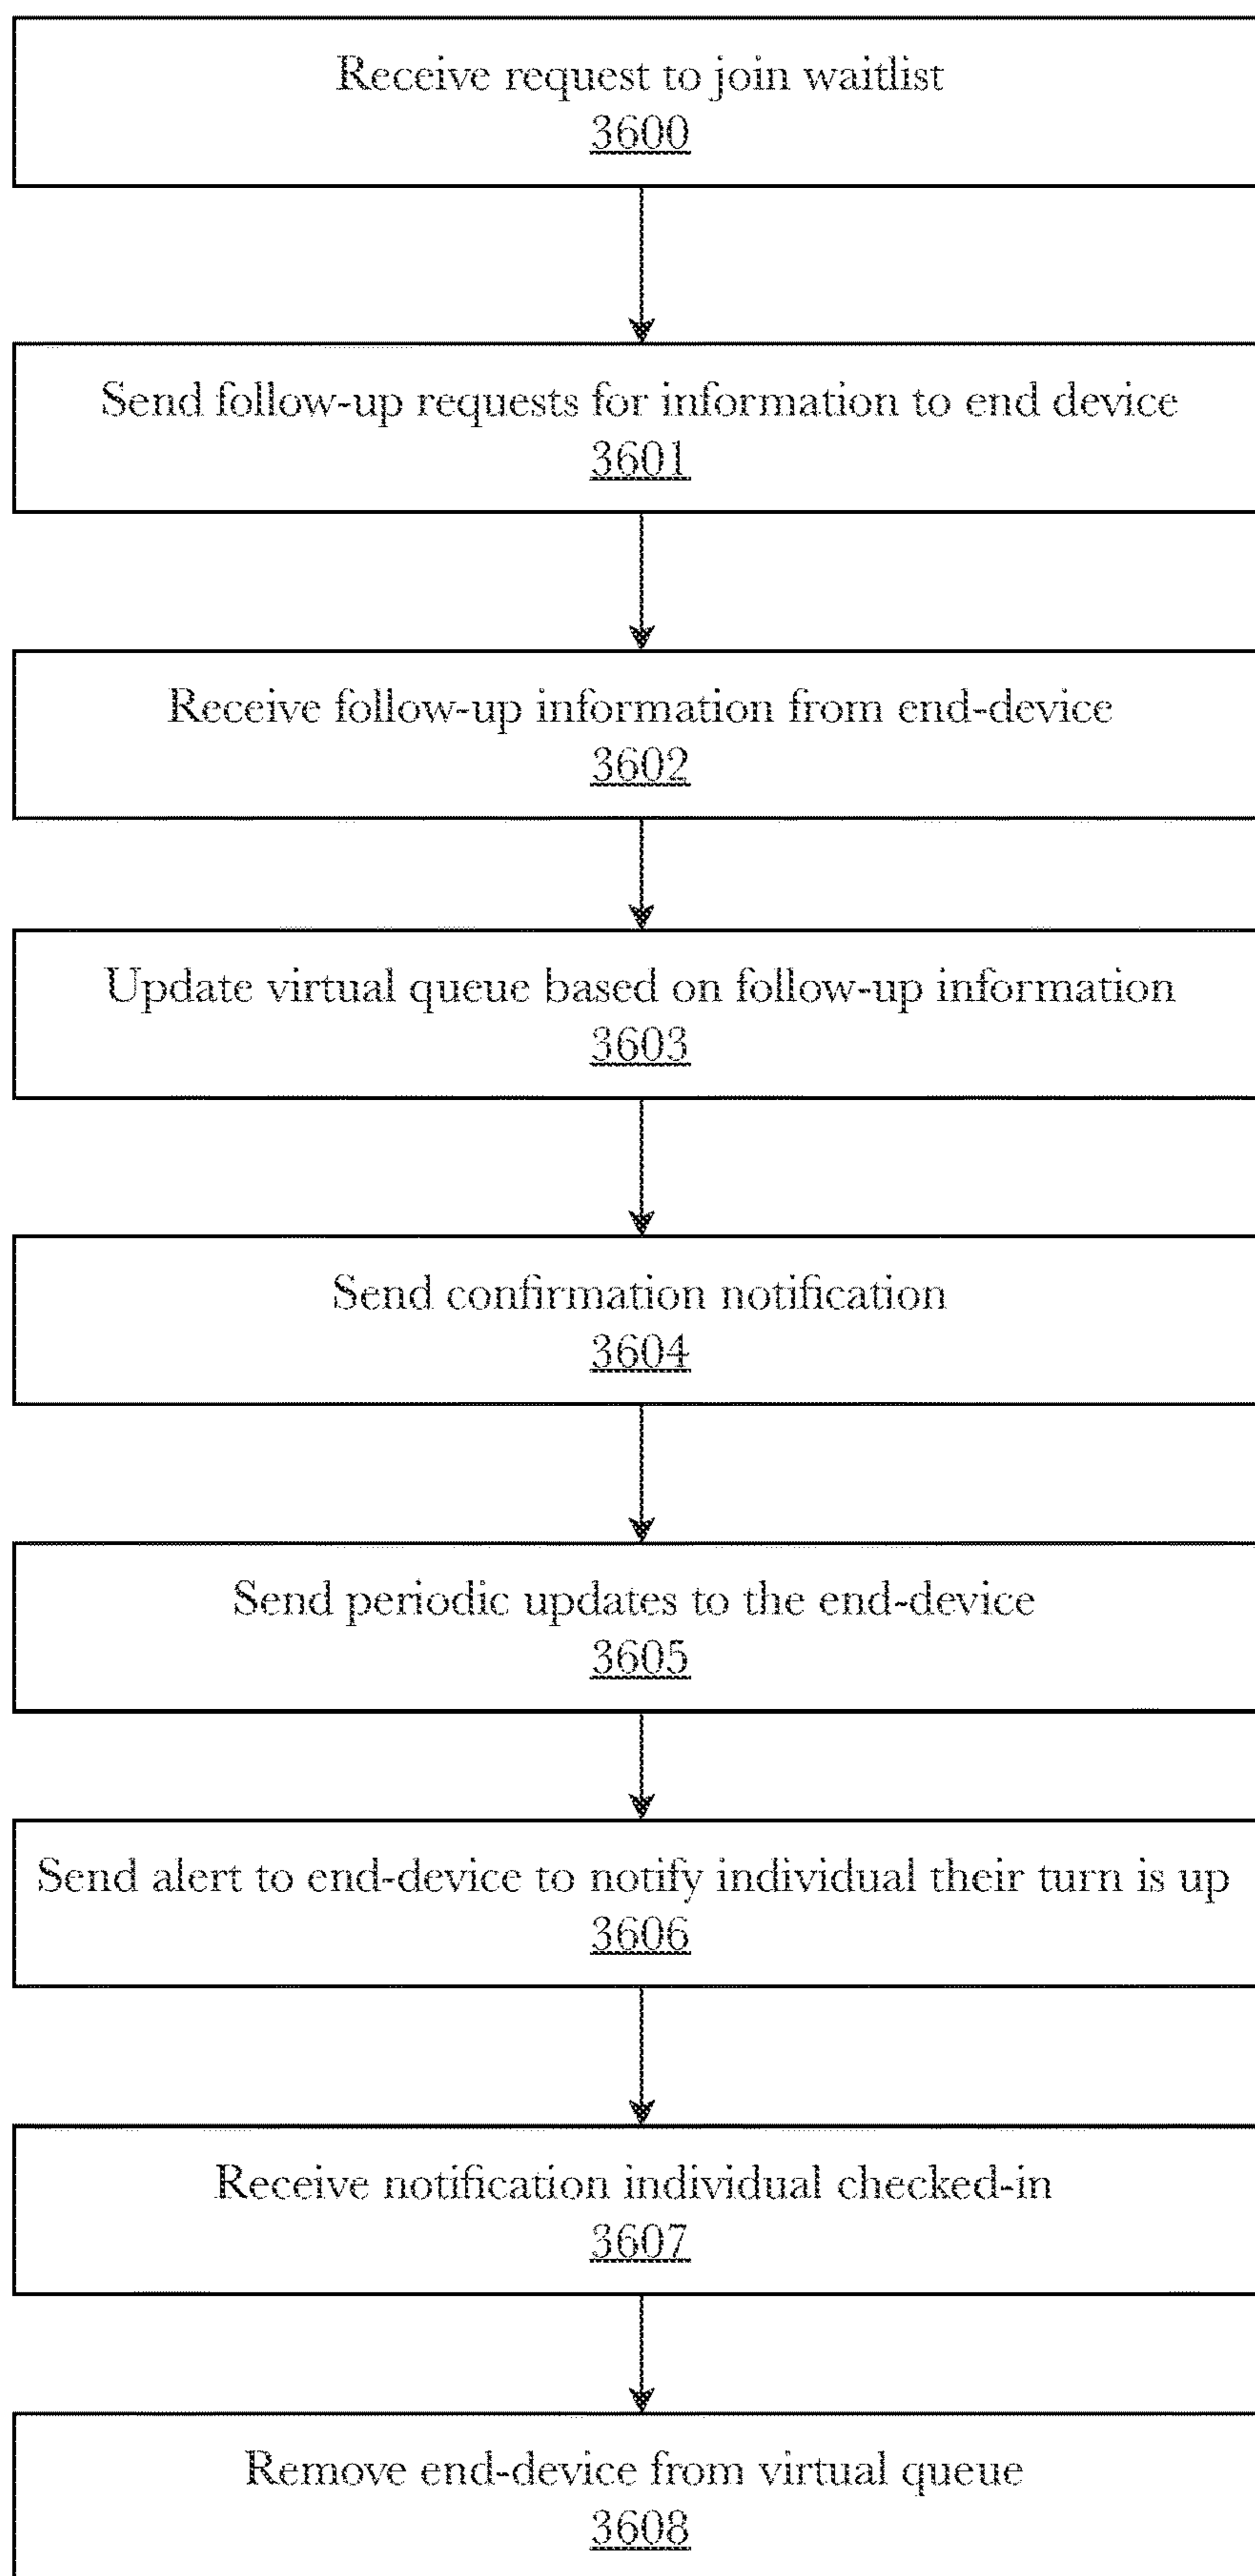 Receive request to join waitlist
3600
Send follow-up requests for information to end device
3601
Receive follow-up information from end-device
3602
Update virtual queue based on follow-up information
3603
Send confirmation notification
3604
Send periodic updates to the end-device
3605
Send alert to end-device to notify individual their turn is up
3606
Receive notification individual checked-in
3607
Remove end-device from virtual queue
3608